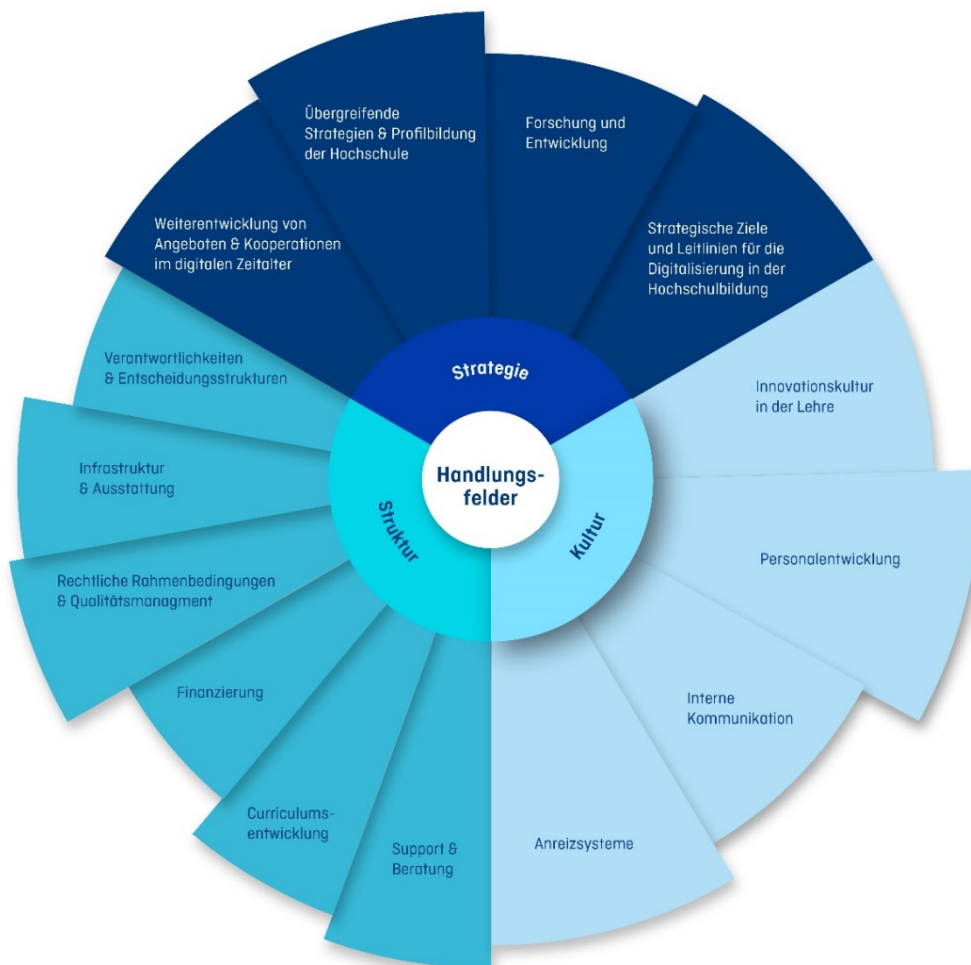 Übergreifende
Strategien & Profilbildung
der Hochschule
Forschung und
Entwicklung
Weiterentwicklung von
Angeboten & Kooperationen
im digitalen Zeitalter
Strategische Ziele
und Leitlinien für die
Digitalisierung in der
Hochschulbildung
Strategie
Verantwortlichkeiten
& Entscheidungsstrukturen
Innovationskultur
in der Lehre
Infrastruktur
& Ausstattung
Handlungs-
felder
Struktur
Kultur
Personalentwicklung
Rechtliche Rahmenbedingungen
& Qualitätsmanagment
Finanzierung
Interne
Kommunikation
Curriculums-
entwicklung
Support &
Beratung
Anreizsysteme